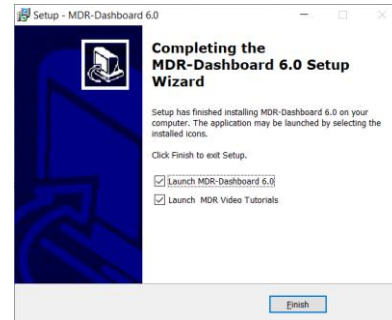 Setup - MDR-Dashboard 6.0
Completing the
MDR-Dashboard 6.0 Setup
Wizard
Setup has finished installing MDR-Dashboard 6.0 on your
computer. The application may be launched by selecting the
installed icons.
Click Finish to exit Setup.
Launch MDR-Dashboard 6.0
Launch MDR Video Tutorials
Finish